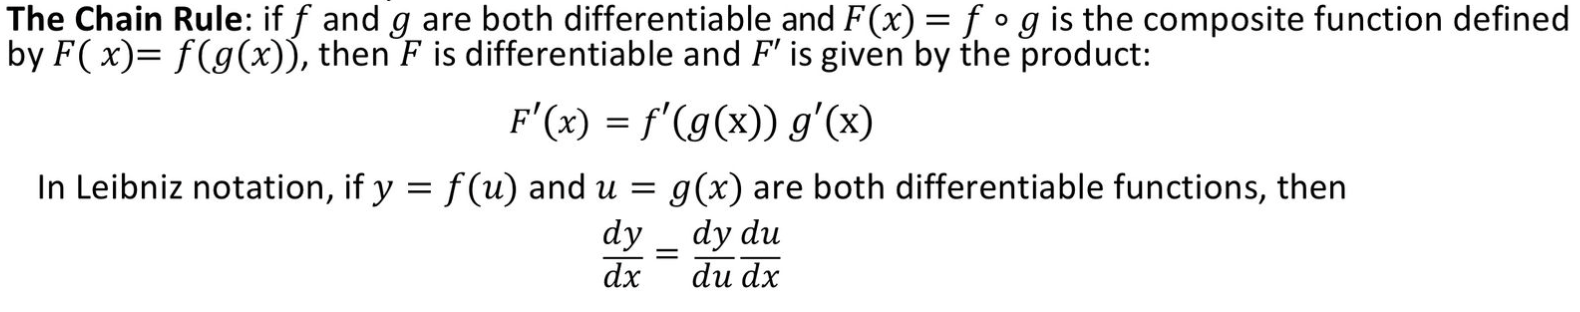 The Chain Rule: if f and g are both differentiable and F(x) = f ∘ g is the composite function defined
by F( x)= f(g(x)), then F is differentiable and F′ is given by the product:
F′(x) = f′(g(x)) g′(x)
In Leibniz notation, if y = f(u) and u = g(x) are both differentiable functions, then
dy/dx = dy/du du/dx